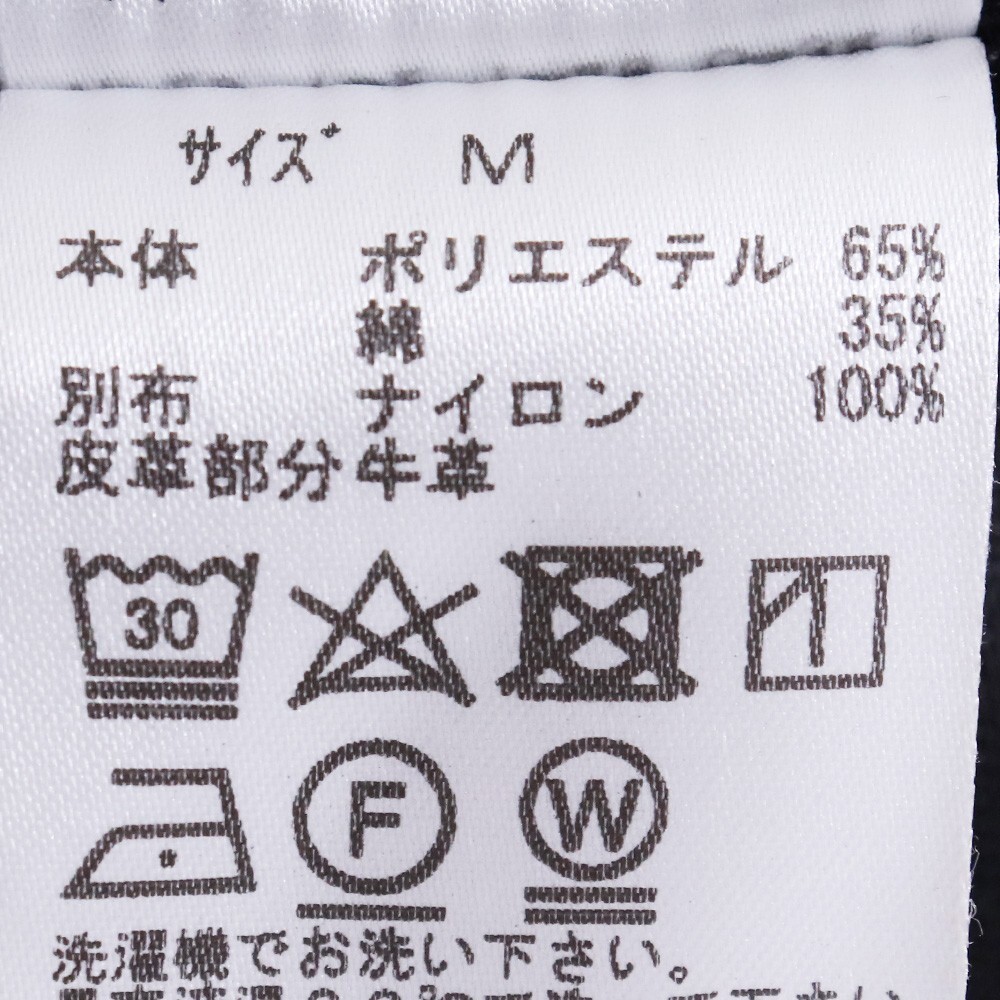 サイズ M
本体 ポリエステル 65%
綿 35%
別布 ナイロン 100%
皮革部分 牛革
30
F
W
洗濯機でお洗い下さい。